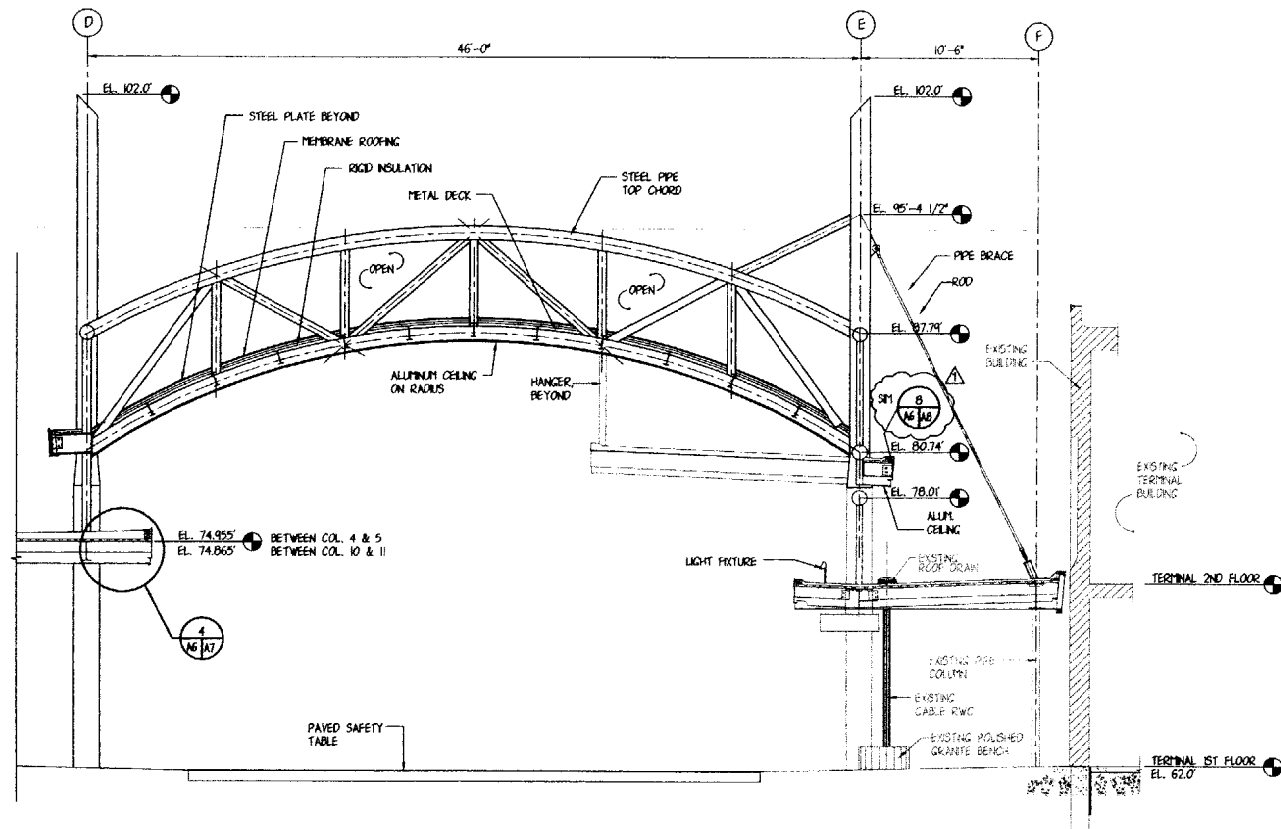 D
E
F
46'-0"
10'-6"
EL. 102.0'
EL. 102.0'
STEEL PLATE BEYOND
MEMBRANE ROOFING
RIGID INSULATION
METAL DECK
STEEL PIPE
TOP CHORD
EL. 95'-4 1/2"
PIPE BRACE
ROD
OPEN
OPEN
EL. 87.79'
EXISTING
BUILDING
ALUMINUM CEILING
ON RADIUS
HANGER,
BEYOND
1
SIM
8
A6 A8
EL. 80.74'
EL. 78.01'
ALUM.
CEILING
EXISTING
TERMINAL
BUILDING
EL. 74.955'
EL. 74.865'
BETWEEN COL. 4 & 5
BETWEEN COL. 10 & 11
LIGHT FIXTURE
EXISTING
ROOF DRAIN
TERMINAL 2ND FLOOR
4
A6 A7
EXISTING PIPE
COLUMN
EXISTING
CABLE RWC
PAVED SAFETY
TABLE
EXISTING POLISHED
GRANITE BENCH
TERMINAL 1ST FLOOR
EL. 62.0'